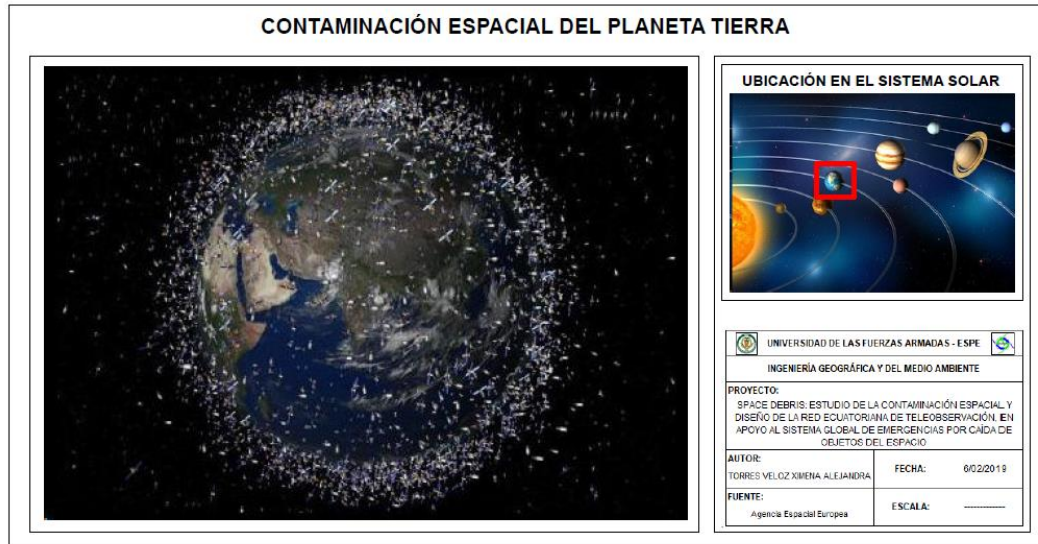 CONTAMINACIÓN ESPACIAL DEL PLANETA TIERRA
UBICACIÓN EN EL SISTEMA SOLAR
UNIVERSIDAD DE LAS FUERZAS ARMADAS - ESPE
INGENIERÍA GEOGRÁFICA Y DEL MEDIO AMBIENTE
PROYECTO:
SPACE DEBRIS: ESTUDIO DE LA CONTAMINACIÓN ESPACIAL Y
DISEÑO DE LA RED ECUATORIANA DE TELEOBSERVACIÓN, EN
APOYO AL SISTEMA GLOBAL DE EMERGENCIAS POR CAÍDA DE
OBJETOS DEL ESPACIO
AUTOR:
TORRES VELOZ XIMENA ALEJANDRA
FECHA: 6/02/2019
FUENTE:
Agencia Espacial Europea
ESCALA: -------------